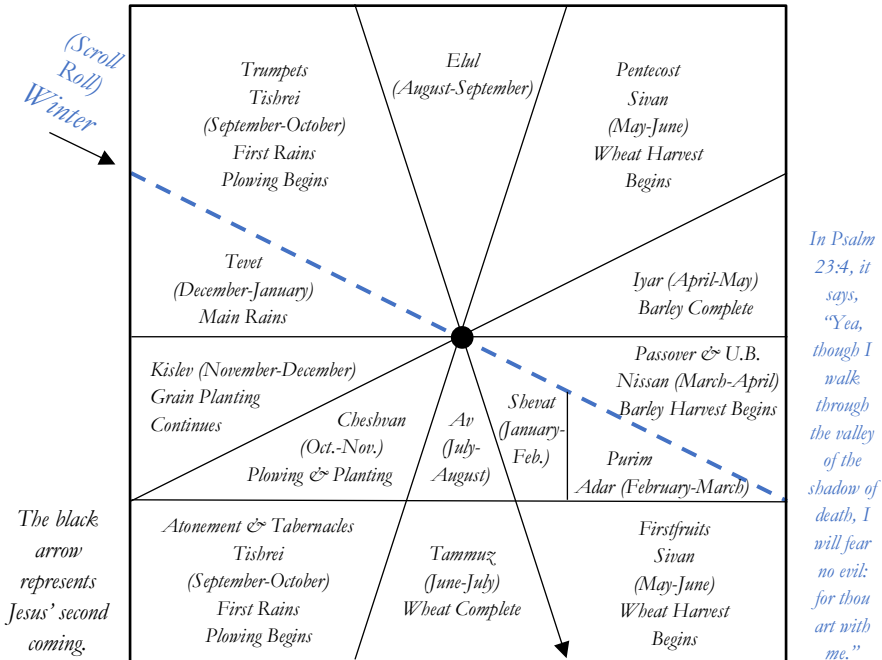 (Scroll
Roll)
Winter
Trumpets
Tishrei
(September-October)
First Rains
Plowing Begins
Elul
(August-September)
Pentecost
Sivan
(May-June)
Wheat Harvest
Begins
Tevet
(December-January)
Main Rains
Iyar (April-May)
Barley Complete
Kislev (November-December)
Grain Planting
Continues
Cheshvan
(Oct.-Nov.)
Plowing & Planting
Av
(July-
August)
Shevat
(January-
Feb.)
Passover & U.B.
Nissan (March-April)
Barley Harvest Begins
Purim
Adar (February-March)
Atonement & Tabernacles
Tishrei
(September-October)
First Rains
Plowing Begins
Tammuz
(June-July)
Wheat Complete
Firstfruits
Sivan
(May-June)
Wheat Harvest
Begins
The black
arrow
represents
Jesus’ second
coming.
In Psalm
23:4, it
says,
“Yea,
though I
walk
through
the valley
of the
shadow of
death, I
will fear
no evil:
for thou
art with
me.”